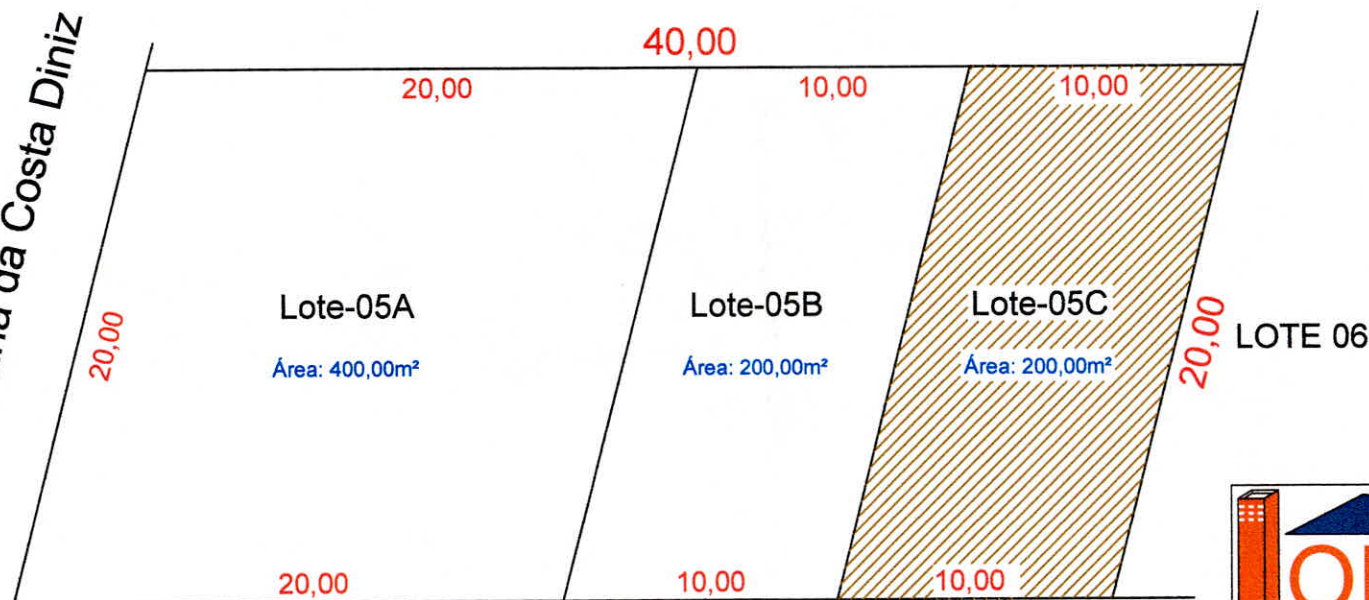 da Costa Diniz
40,00
20,00
10,00
10,00
Lote-05A
Área: 400,00m²
Lote-05B
Área: 200,00m²
Lote-05C
Área: 200,00m²
20,00
20,00
LOTE 06
20,00
10,00
10,00